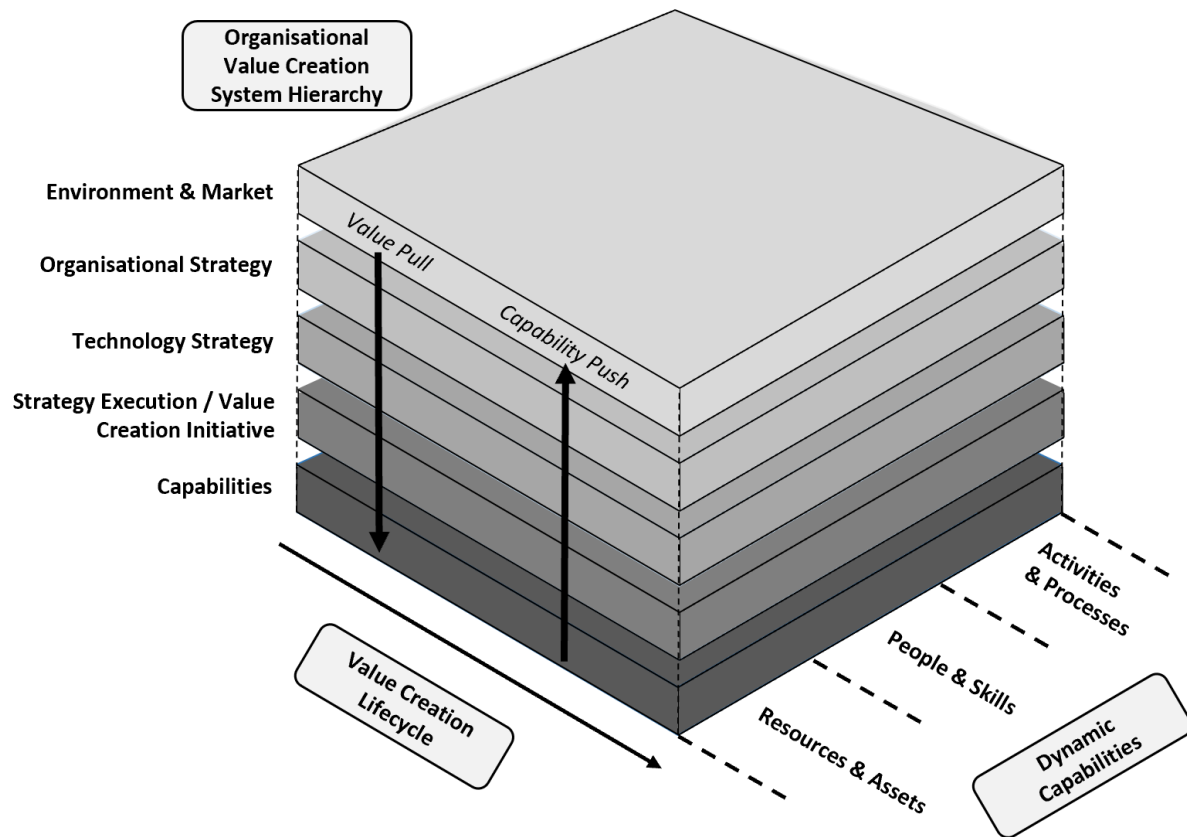 Organisational
Value Creation
System Hierarchy
Environment & Market
Value Pull
Organisational Strategy
Capability Push
Technology Strategy
Strategy Execution / Value
Creation Initiative
Capabilities
Activities
& Processes
People & Skills
Resources & Assets
Value Creation
Lifecycle
Dynamic
Capabilities